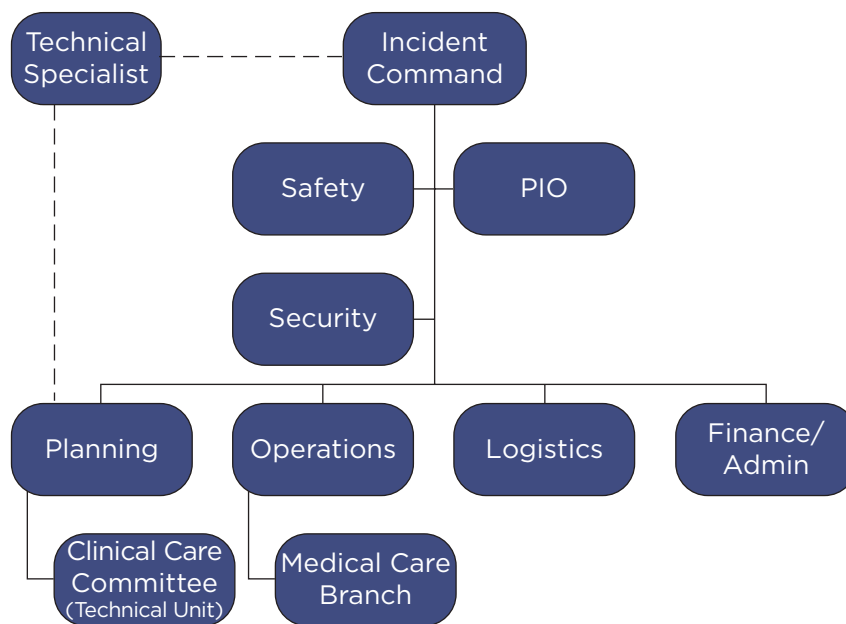 Technical
Specialist
Incident
Command
Safety
PIO
Security
Planning
Operations
Logistics
Finance/
Admin
Clinical Care
Committee
(Technical Unit)
Medical Care
Branch